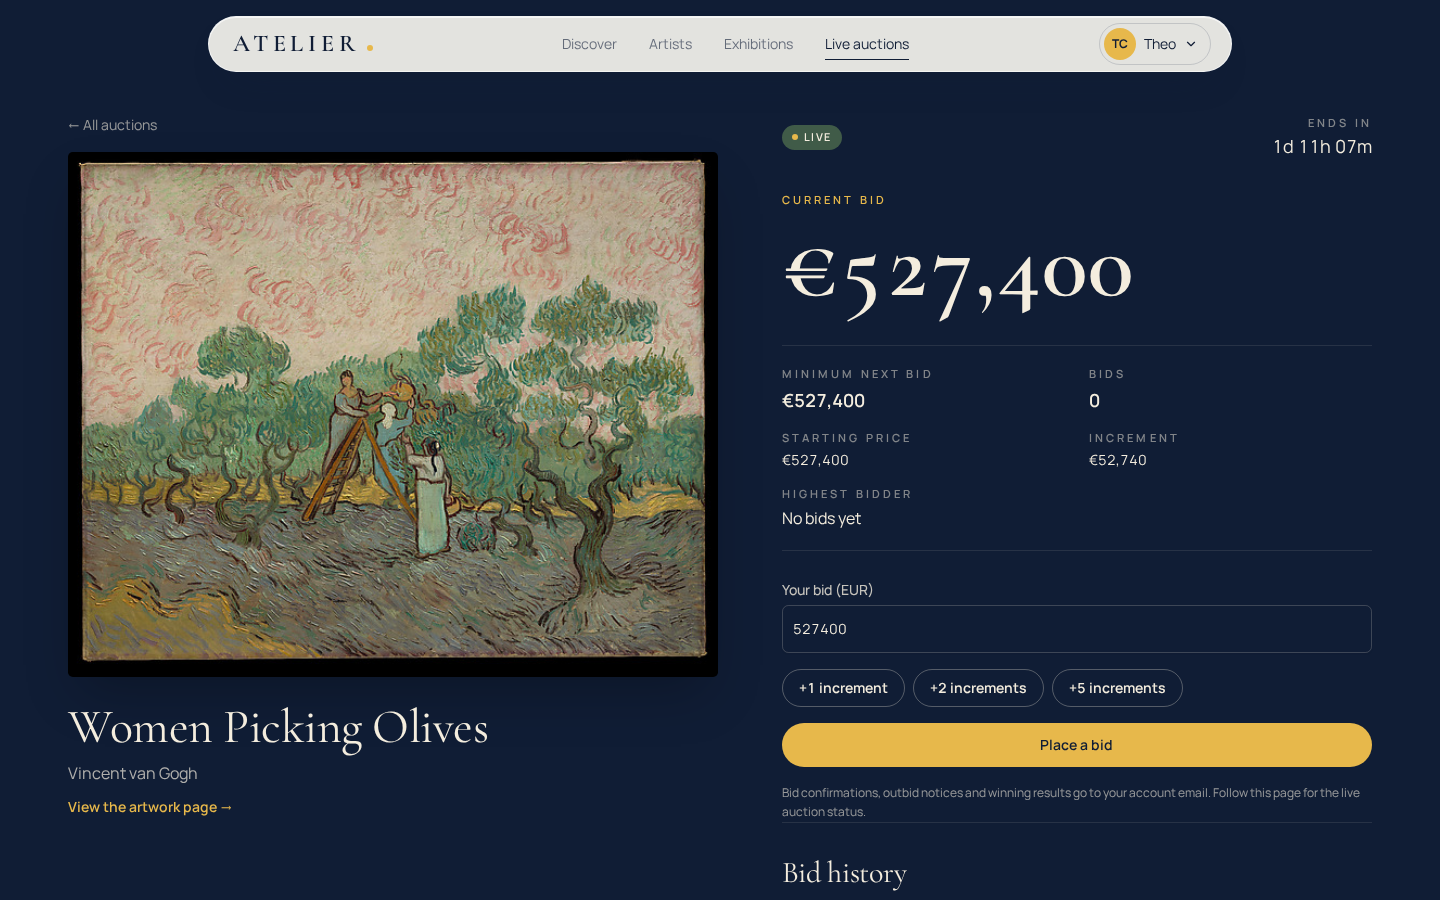 ATELIER
Discover
Artists
Exhibitions
Live auctions
TC
Theo
← All auctions
LIVE
ENDS IN
1d 11h 07m
CURRENT BID
€527,400
MINIMUM NEXT BID
€527,400
BIDS
0
STARTING PRICE
€527,400
INCREMENT
€52,740
HIGHEST BIDDER
No bids yet
Your bid (EUR)
527400
+1 increment
+2 increments
+5 increments
Place a bid
Bid confirmations, outbid notices and winning results go to your account email. Follow this page for the live
auction status.
Women Picking Olives
Vincent van Gogh
View the artwork page →
Bid history